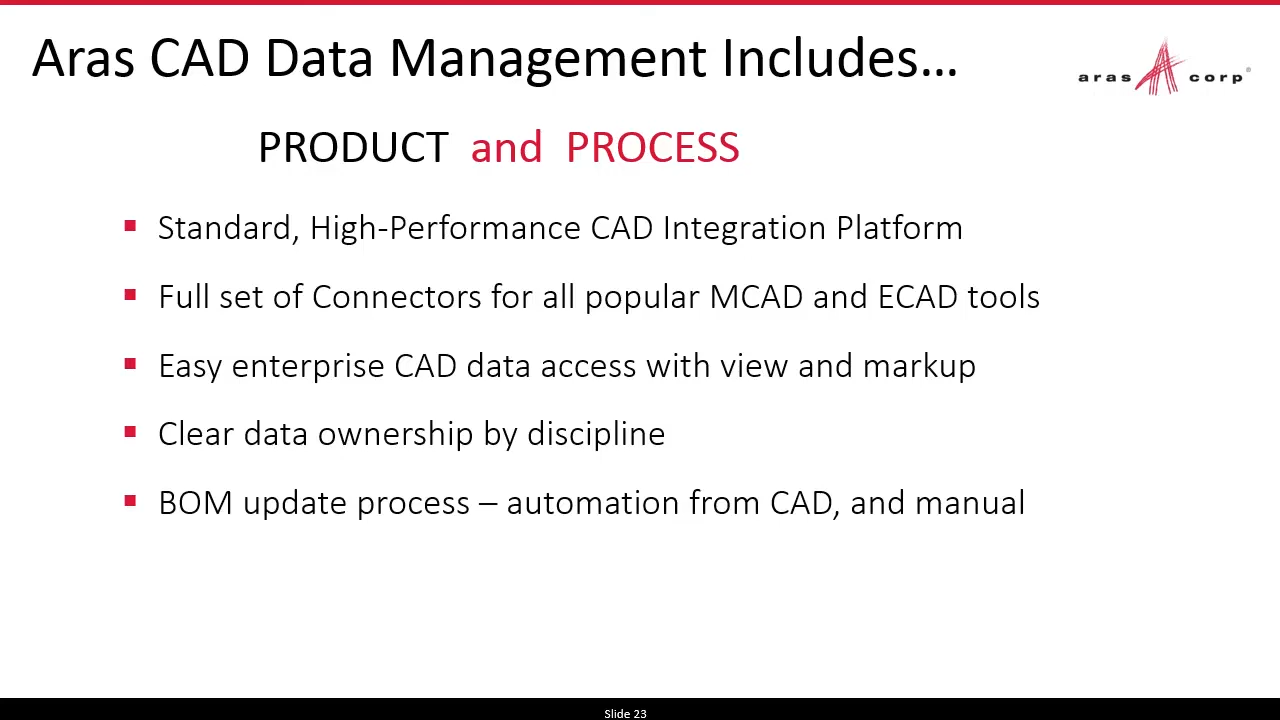 Aras CAD Data Management Includes…
aras corp®
PRODUCT and PROCESS
▪ Standard, High-Performance CAD Integration Platform
▪ Full set of Connectors for all popular MCAD and ECAD tools
▪ Easy enterprise CAD data access with view and markup
▪ Clear data ownership by discipline
▪ BOM update process – automation from CAD, and manual
Slide 23